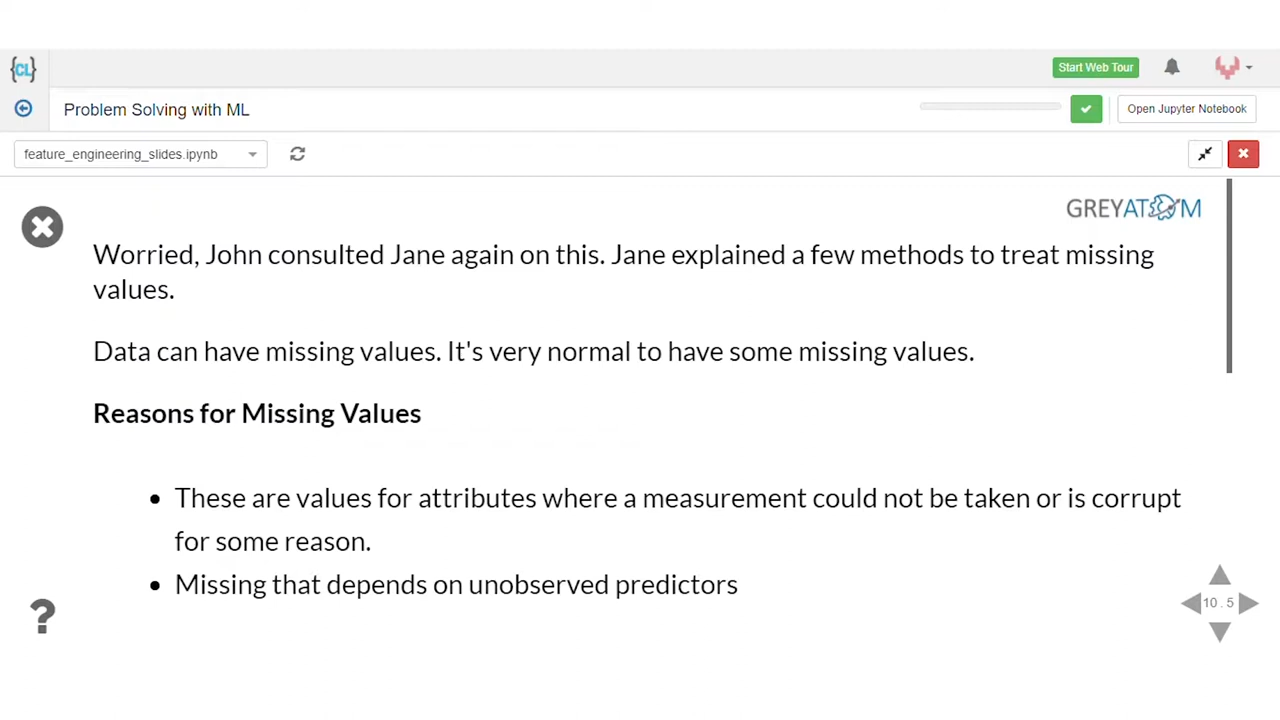 {CL}
Start Web Tour
Problem Solving with ML
Open Jupyter Notebook
feature_engineering_slides.ipynb
GREYATOM
Worried, John consulted Jane again on this. Jane explained a few methods to treat missing
values.
Data can have missing values. It's very normal to have some missing values.
Reasons for Missing Values
• These are values for attributes where a measurement could not be taken or is corrupt
for some reason.
• Missing that depends on unobserved predictors
?
10.5